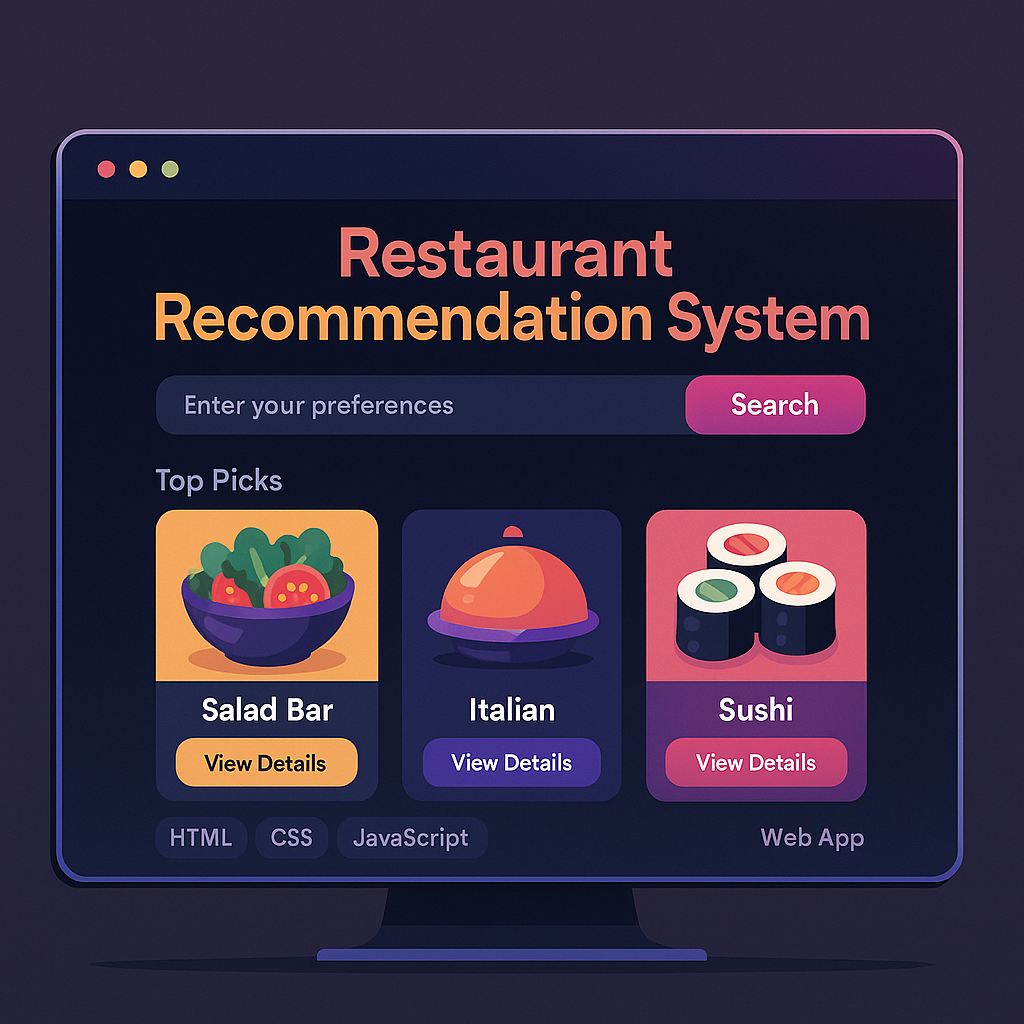 Restaurant
Recommendation System
Enter your preferences
Search
Top Picks
Salad Bar
Italian
Sushi
View Details
View Details
View Details
HTML
CSS
JavaScript
Web App